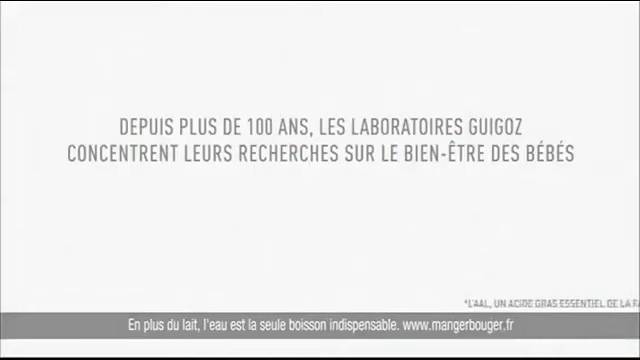 DEPUIS PLUS DE 100 ANS, LES LABORATOIRES GUIGOZ
CONCENTRENT LEURS RECHERCHES SUR LE BIEN-ÊTRE DES BÉBÉS
*L'AAL, UN ACIDE GRAS ESSENTIEL DE LA
En plus du lait, l'eau est la seule boisson indispensable. www.mangerbouger.fr